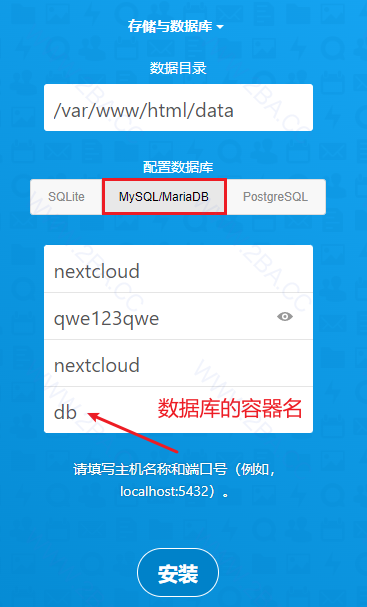 存储与数据库
数据目录
/var/www/html/data
配置数据库
SQLite MySQL/MariaDB PostgreSQL
nextcloud
qwe123qwe
nextcloud
db 数据库的容器名
请填写主机名称和端口号（例如，
localhost:5432）。
安装